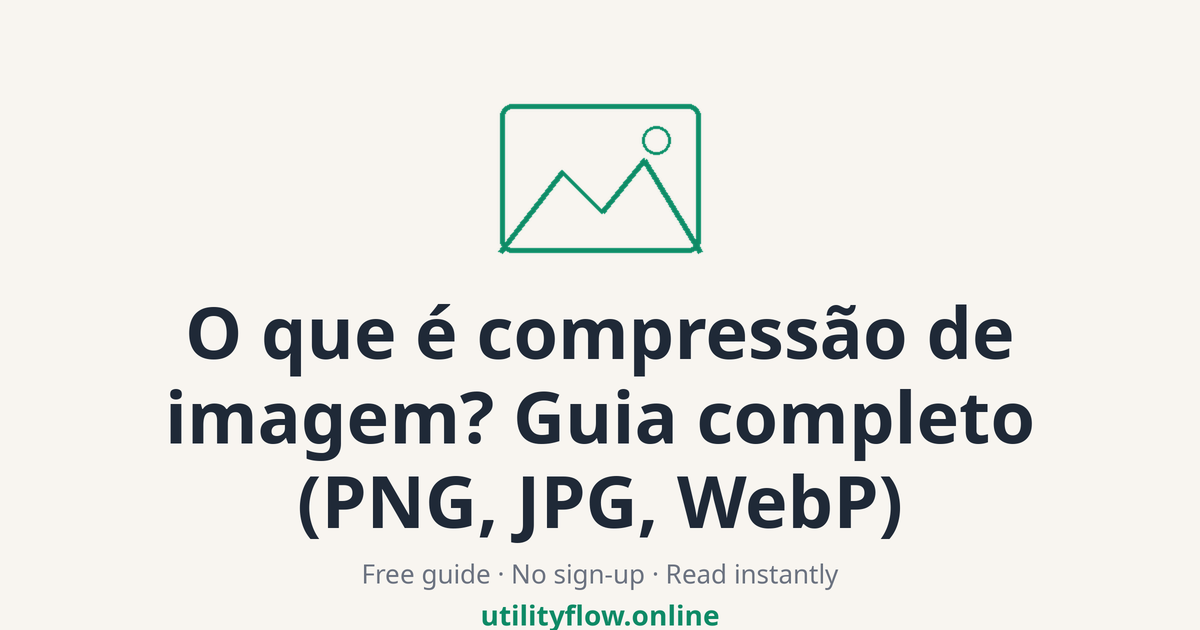 O que é compressão de
imagem? Guia completo
(PNG, JPG, WebP)
Free guide · No sign-up · Read instantly
utilityflow.online